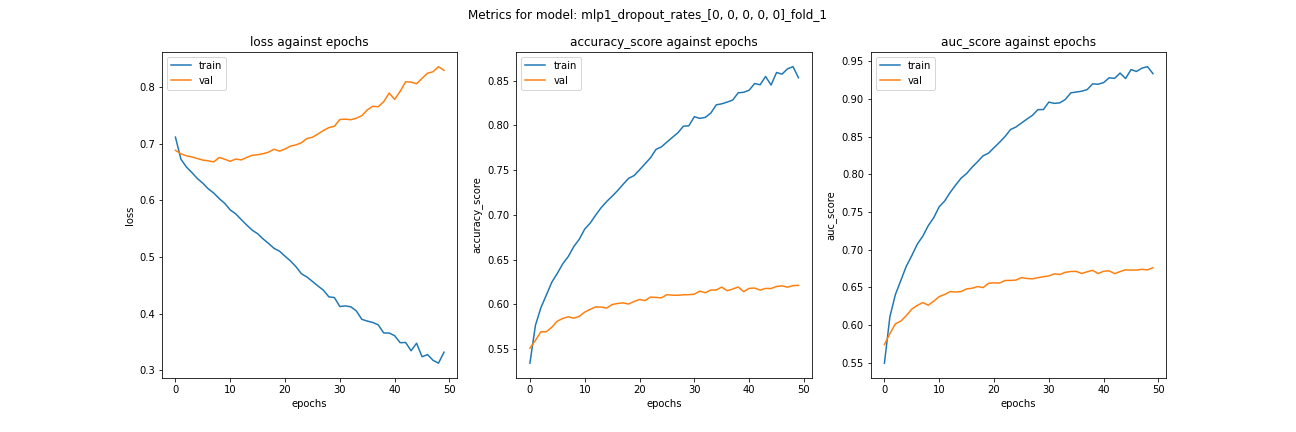 Metrics for model: mlp1_dropout_rates_[0, 0, 0, 0, 0]_fold_1
loss against epochs
train
val
0.8
0.7
0.6
0.5
0.4
0.3
loss
0 10 20 30 40 50
epochs
accuracy_score against epochs
train
val
0.85
0.80
0.75
0.70
0.65
0.60
0.55
accuracy_score
0 10 20 30 40 50
epochs
auc_score against epochs
train
val
0.95
0.90
0.85
0.80
0.75
0.70
0.65
0.60
0.55
auc_score
0 10 20 30 40 50
epochs